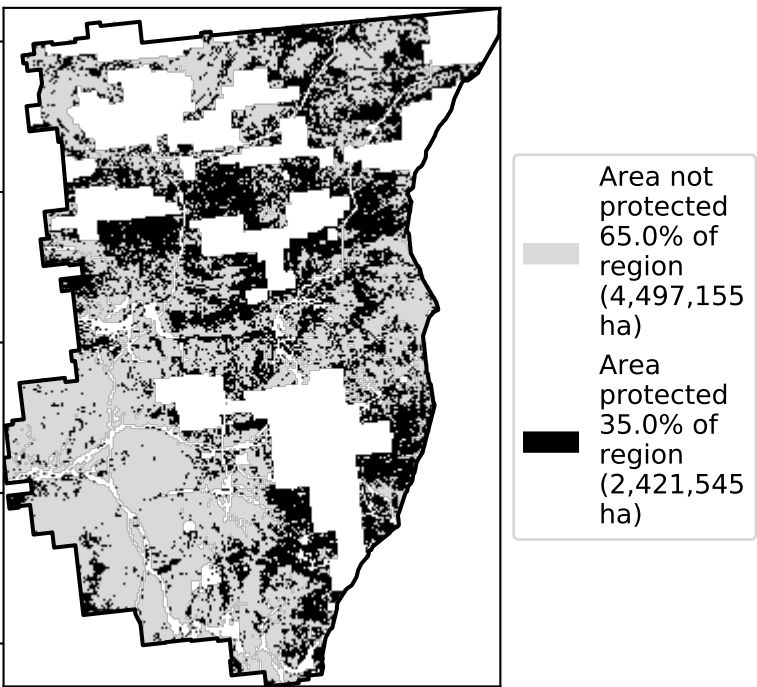 Area not
protected
65.0% of
region
(4,497,155
ha)
Area
protected
35.0% of
region
(2,421,545
ha)